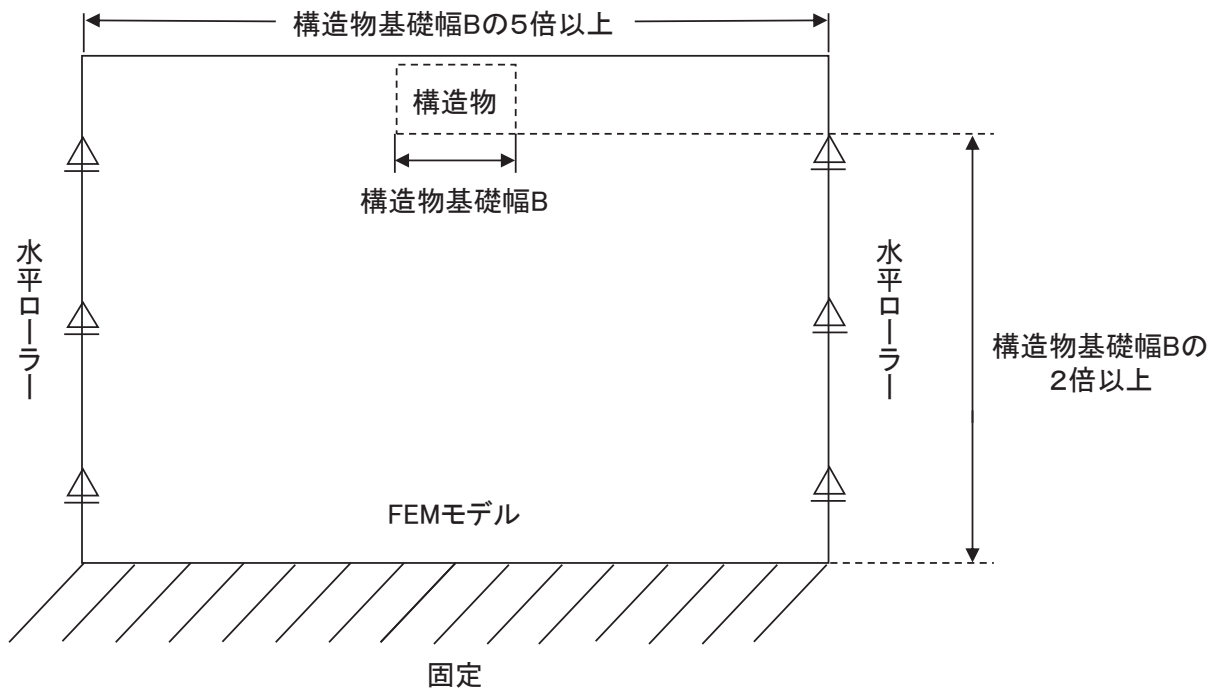 構造物基礎幅Bの5倍以上
構造物
構造物基礎幅B
水平ローラー
水平ローラー
構造物基礎幅Bの
2倍以上
FEMモデル
固定